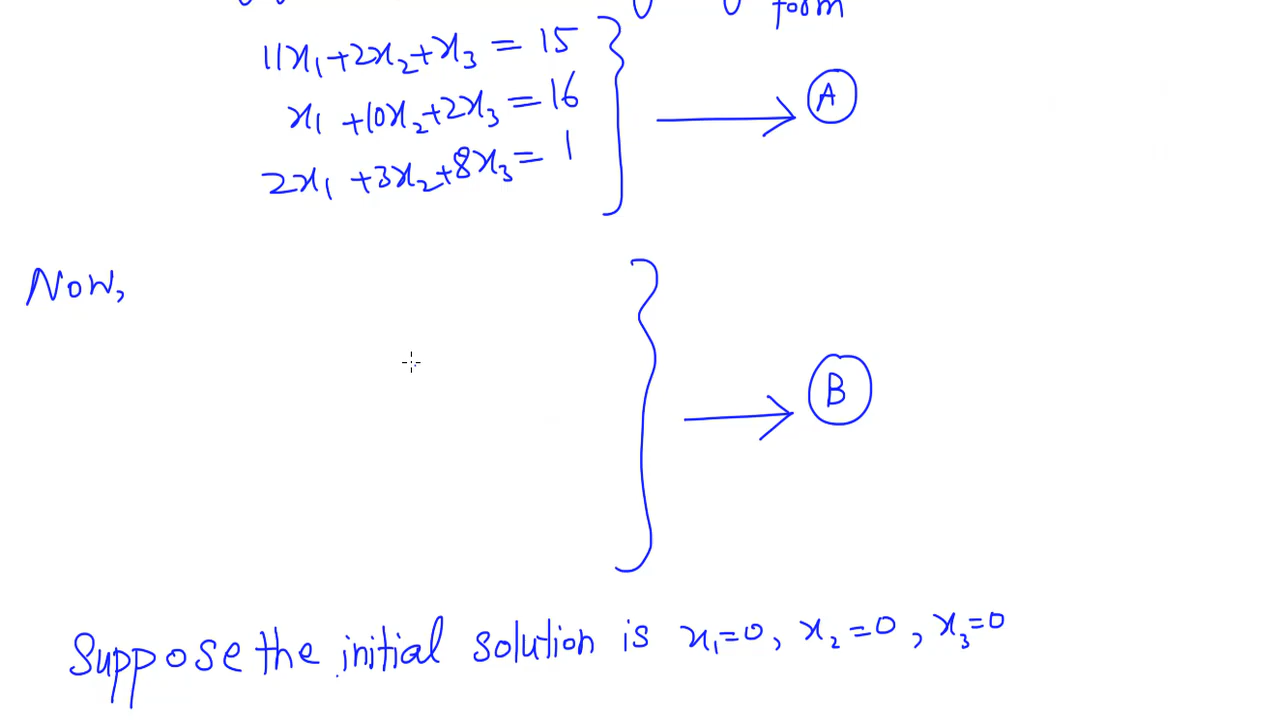 form
11x₁+2x₂+x₃ = 15
A
x₁ +10x₂+2x₃ = 16
2x₁ +3x₂+8x₃ = 1
Now,
B
Suppose the initial solution is x₁=0, x₂=0, x₃=0